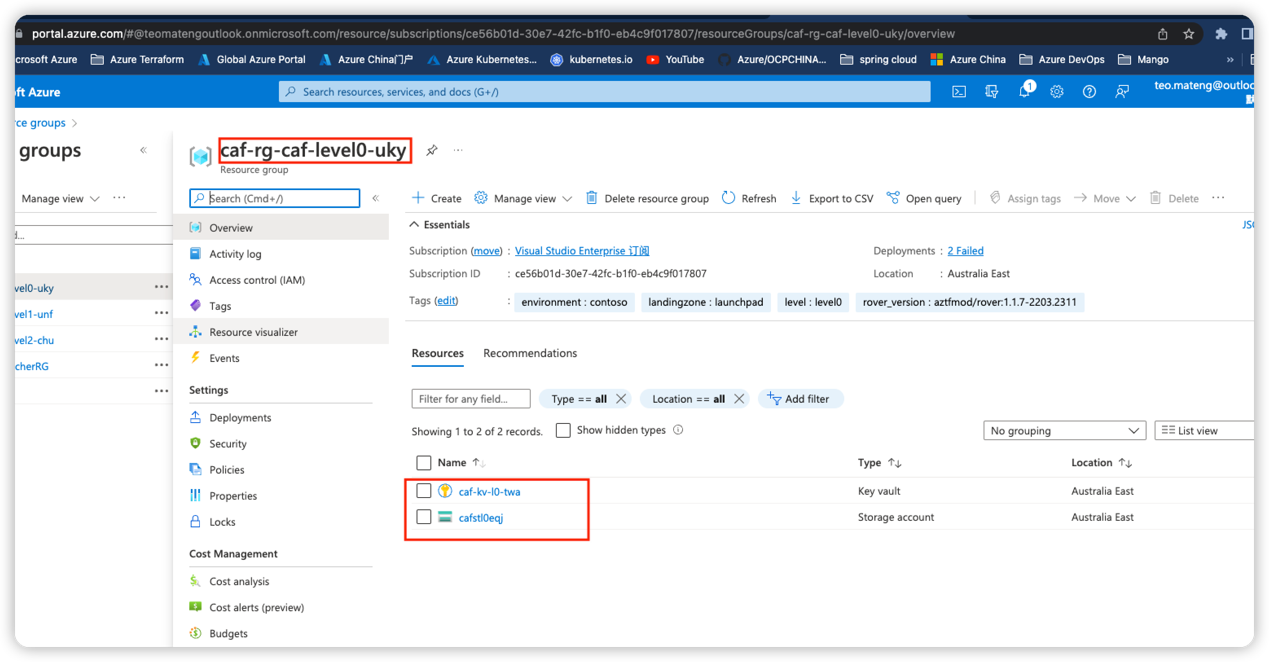 portal.azure.com/#@teomatengoutlook.onmicrosoft.com/resource/subscriptions/ce56b01d-30e7-42fc-b1f0-eb4c9f017807/resourceGroups/caf-rg-caf-level0-uky/overview
crosoft Azure Azure Terraform Global Azure Portal Azure China门户 Azure Kubernetes... kubernetes.io YouTube Azure/OCPCHINA... spring cloud Azure China Azure DevOps Mango »
ft Azure Search resources, services, and docs (G+/) 1 teo.mateng@outloo
rce groups >
groups « caf-rg-caf-level0-uky ...
Resource group
Manage view ... Search (Cmd+/) « Create Manage view Delete resource group Refresh Export to CSV Open query Assign tags Move Delete ...
d...
Overview
Activity log
Access control (IAM)
Tags
Resource visualizer
Events
Settings
Deployments
Security
Policies
Properties
Locks
Cost Management
Cost analysis
Cost alerts (preview)
Budgets
vel0-uky ...
vel1-unf ...
vel2-chu ...
cherRG ...
...
Essentials JSO
Subscription (move) : Visual Studio Enterprise 订阅 Deployments : 2 Failed
Subscription ID : ce56b01d-30e7-42fc-b1f0-eb4c9f017807 Location : Australia East
Tags (edit) : environment : contoso landingzone : launchpad level : level0 rover_version : aztfmod/rover:1.1.7-2203.2311
Resources Recommendations
Filter for any field... Type == all Location == all Add filter
Showing 1 to 2 of 2 records. Show hidden types No grouping List view
Name Type Location
caf-kv-l0-twa Key vault Australia East
cafstl0eqj Storage account Australia East